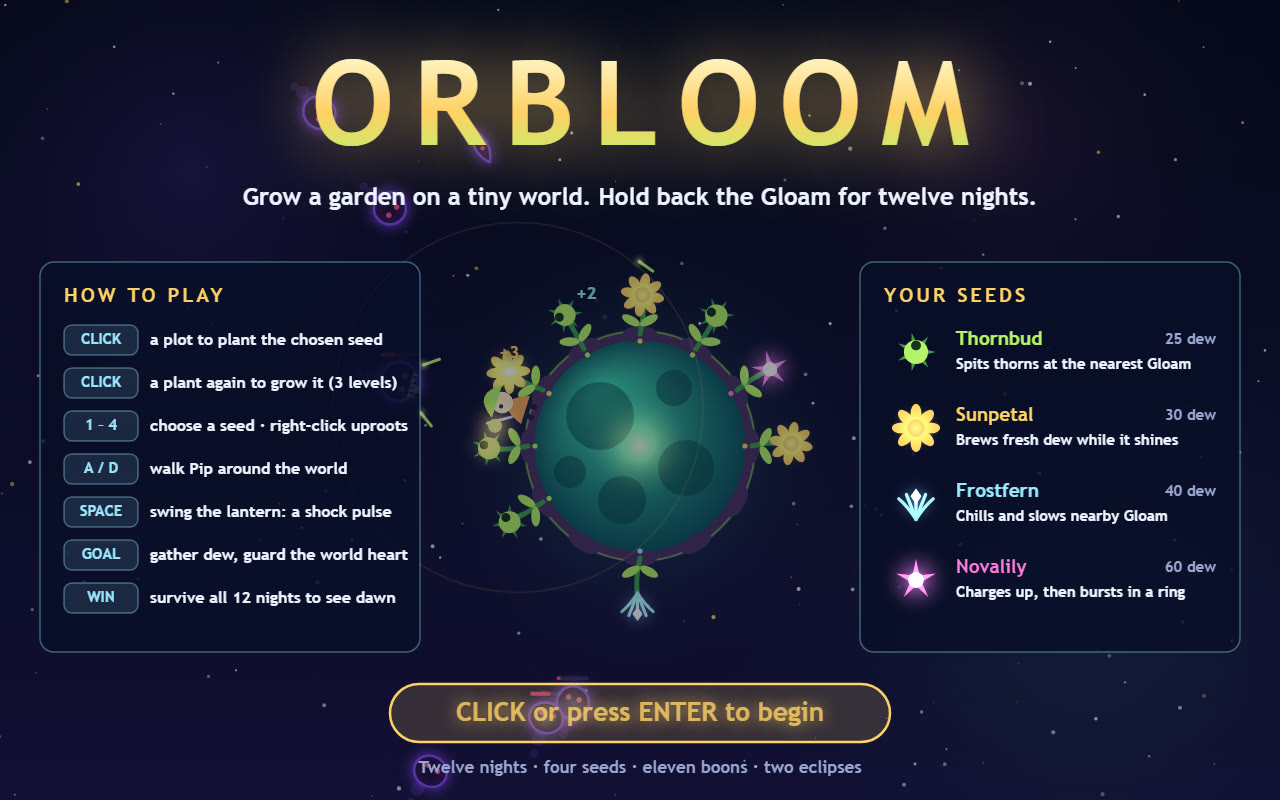 ORBLOOM
Grow a garden on a tiny world. Hold back the Gloam for twelve nights.
HOW TO PLAY
CLICK a plot to plant the chosen seed
CLICK a plant again to grow it (3 levels)
1 - 4 choose a seed · right-click uproots
A / D walk Pip around the world
SPACE swing the lantern: a shock pulse
GOAL gather dew, guard the world heart
WIN survive all 12 nights to see dawn
+2
+3
YOUR SEEDS
Thornbud 25 dew
Spits thorns at the nearest Gloam
Sunpetal 30 dew
Brews fresh dew while it shines
Frostfern 40 dew
Chills and slows nearby Gloam
Novalily 60 dew
Charges up, then bursts in a ring
CLICK or press ENTER to begin
Twelve nights · four seeds · eleven boons · two eclipses